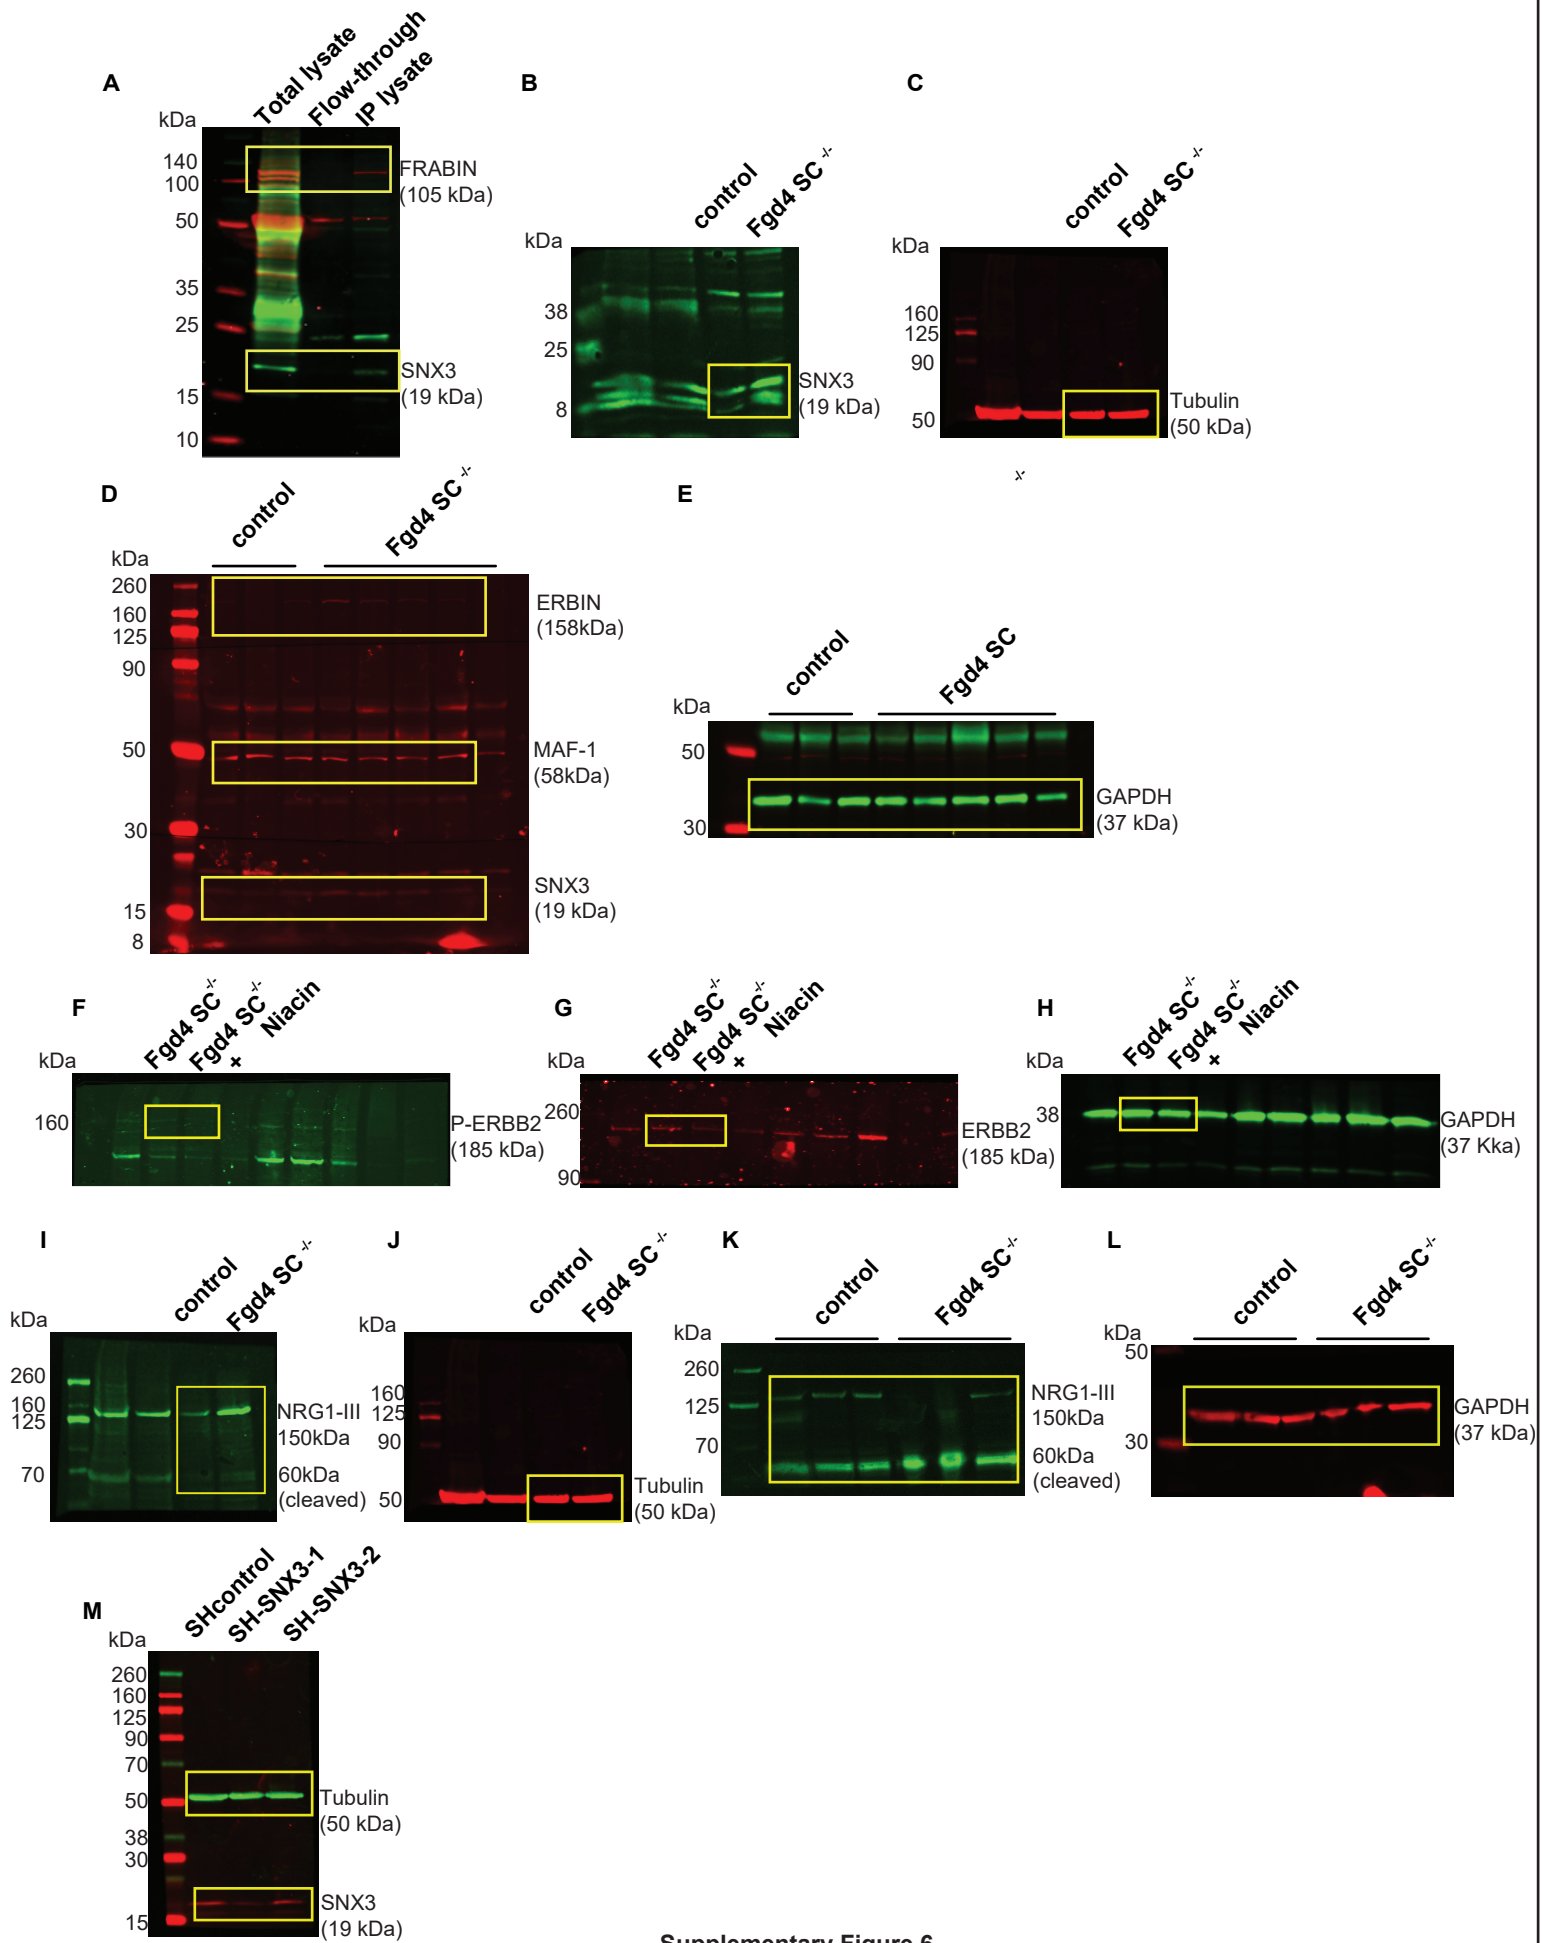 A
Total lysate
Flow-through
IP lysate
kDa
140
100
50
35
25
15
10
FRABIN
(105 kDa)
SNX3
(19 kDa)
B
control
Fgd4 SC -/-
kDa
38
25
8
SNX3
(19 kDa)
C
control
Fgd4 SC -/-
kDa
160
125
90
50
Tubulin
(50 kDa)
D
control
Fgd4 SC -/-
kDa
260
160
125
90
50
30
15
8
ERBIN
(158kDa)
MAF-1
(58kDa)
SNX3
(19 kDa)
E
-/-
control
Fgd4 SC
kDa
50
30
GAPDH
(37 kDa)
F
Fgd4 SC -/-
Fgd4 SC -/-
+ Niacin
kDa
160
P-ERBB2
(185 kDa)
G
Fgd4 SC -/-
Fgd4 SC -/-
+ Niacin
kDa
260
90
ERBB2
(185 kDa)
H
Fgd4 SC -/-
Fgd4 SC -/-
+ Niacin
kDa
38
GAPDH
(37 Kka)
I
control
Fgd4 SC -/-
kDa
260
160
125
70
NRG1-III
150kDa
60kDa
(cleaved)
J
control
Fgd4 SC -/-
kDa
160
125
90
50
Tubulin
(50 kDa)
K
control
Fgd4 SC -/-
kDa
260
125
70
NRG1-III
150kDa
60kDa
(cleaved)
L
control
Fgd4 SC -/-
kDa
50
30
GAPDH
(37 kDa)
M
SHcontrol
SH-SNX3-1
SH-SNX3-2
kDa
260
160
125
90
70
50
38
30
15
Tubulin
(50 kDa)
SNX3
(19 kDa)
Supplementary Figure 6